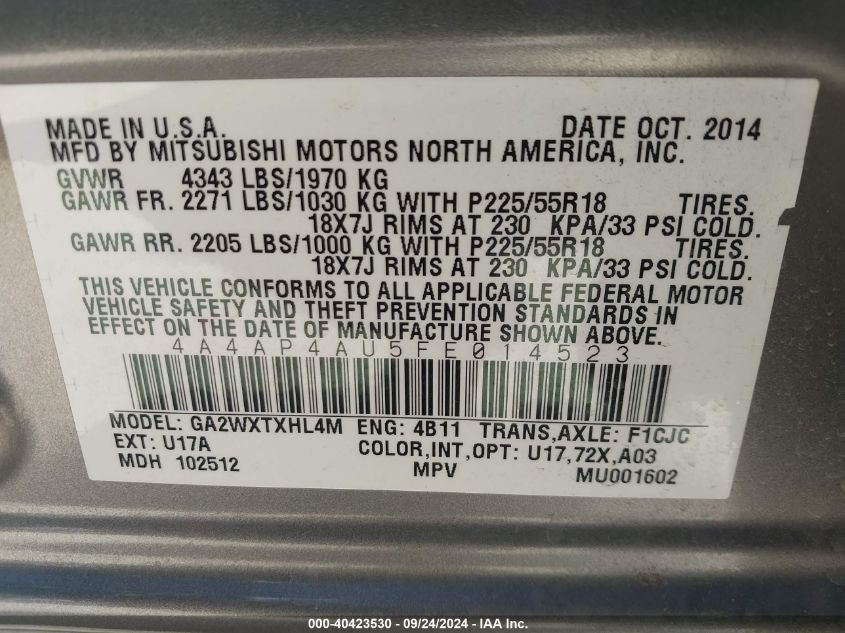 MADE IN U.S.A. DATE OCT. 2014
MFD BY MITSUBISHI MOTORS NORTH AMERICA, INC.
GVWR 4343 LBS/1970 KG
GAWR FR. 2271 LBS/1030 KG WITH P225/55R18 TIRES.
18X7J RIMS AT 230 KPA/33 PSI COLD.
GAWR RR. 2205 LBS/1000 KG WITH P225/55R18 TIRES.
18X7J RIMS AT 230 KPA/33 PSI COLD.
THIS VEHICLE CONFORMS TO ALL APPLICABLE FEDERAL MOTOR
VEHICLE SAFETY AND THEFT PREVENTION STANDARDS IN
EFFECT ON THE DATE OF MANUFACTURE SHOWN ABOVE.
4A4AP4AU5FE014523
MODEL: GA2WXTXHL4M ENG: 4B11 TRANS,AXLE: F1CJC
EXT: U17A COLOR,INT,OPT: U17,72X,A03
MDH 102512 MPV MU001602
000-40423530 - 09/24/2024 - IAA Inc.